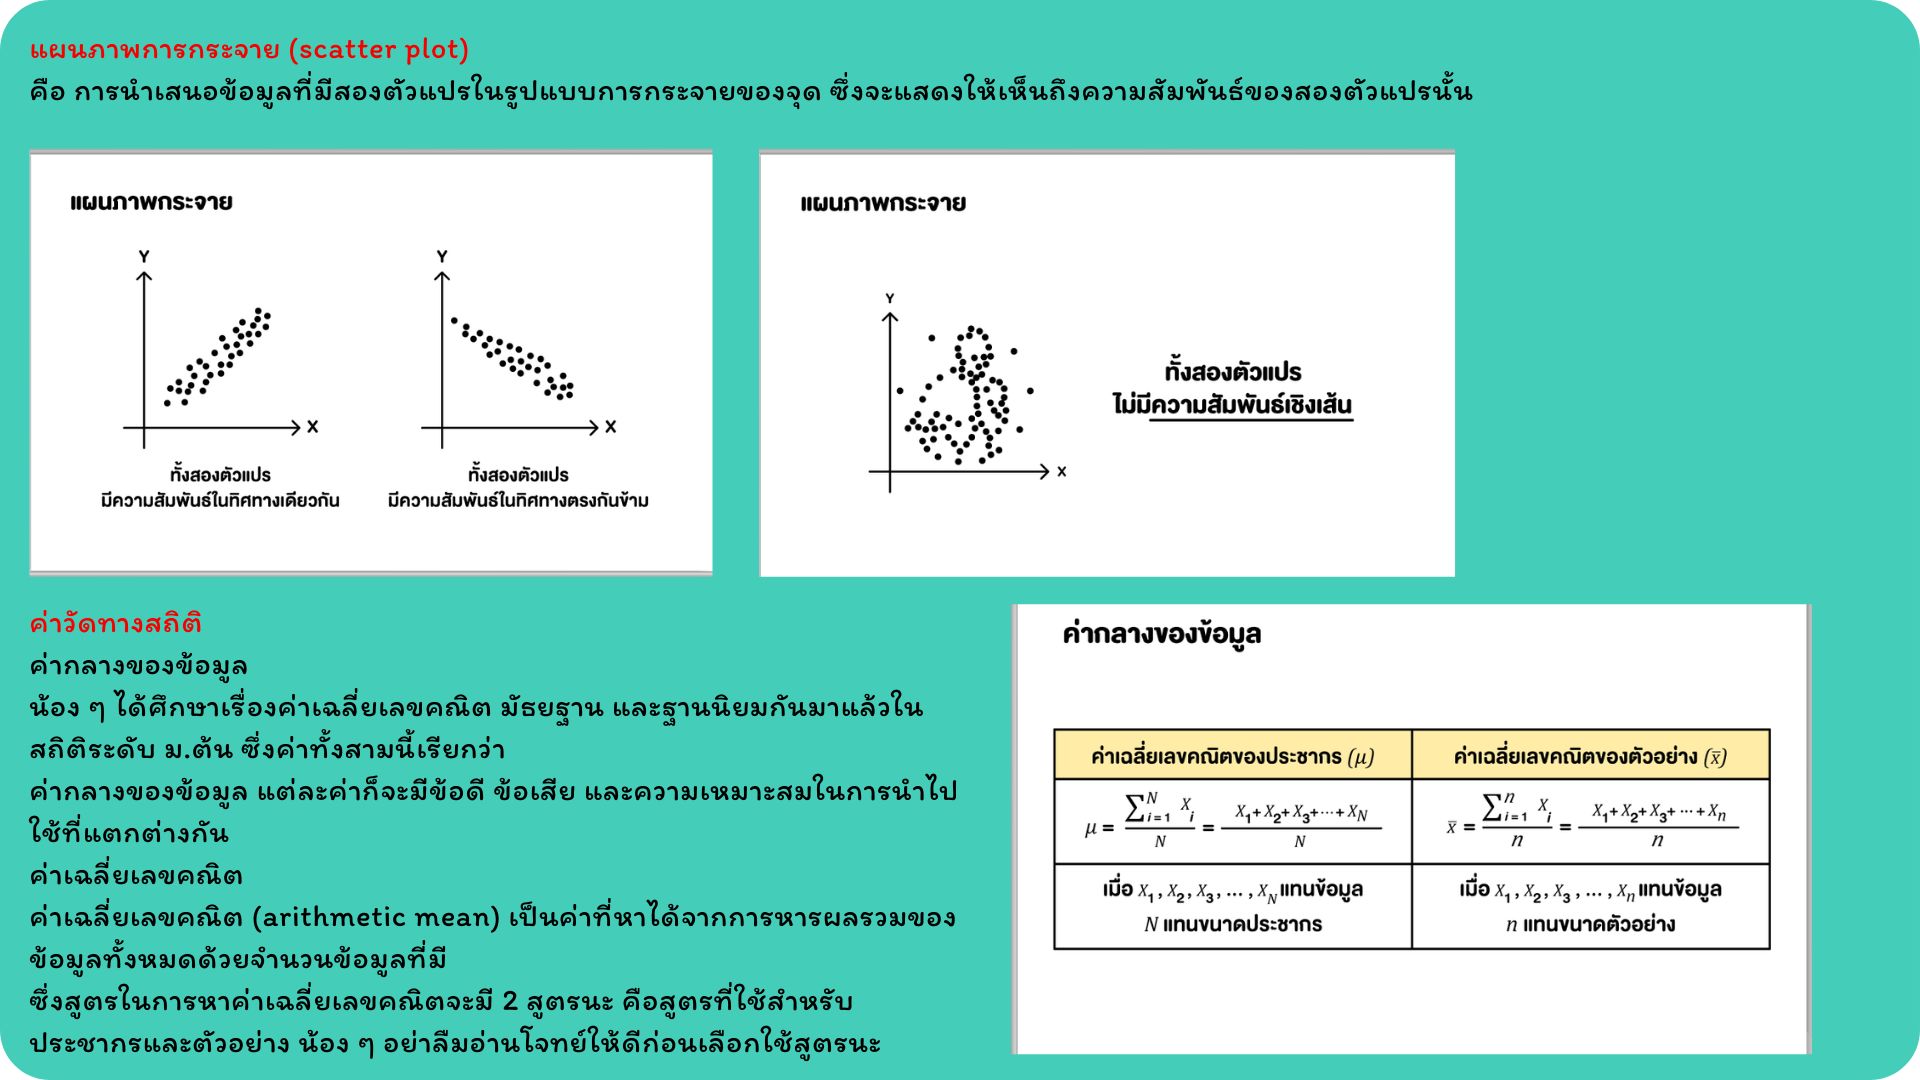 แผนภาพการกระจาย (scatter plot)
คือ การนำเสนอข้อมูลที่มีสองตัวแปรในรูปแบบการกระจายของจุด ซึ่งจะแสดงให้เห็นถึงความสัมพันธ์ของสองตัวแปรนั้น
แผนภาพกระจาย
Y
X
ทั้งสองตัวแปร
มีความสัมพันธ์ในทิศทางเดียวกัน
Y
X
ทั้งสองตัวแปร
มีความสัมพันธ์ในทิศทางตรงกันข้าม
แผนภาพกระจาย
Y
X
ทั้งสองตัวแปร
ไม่มีความสัมพันธ์เชิงเส้น
ค่าวัดทางสถิติ
ค่ากลางของข้อมูล
น้อง ๆ ได้ศึกษาเรื่องค่าเฉลี่ยเลขคณิต มัธยฐาน และฐานนิยมกันมาแล้วใน
สถิติระดับ ม.ต้น ซึ่งค่าทั้งสามนี้เรียกว่า
ค่ากลางของข้อมูล แต่ละค่าก็จะมีข้อดี ข้อเสีย และความเหมาะสมในการนำไป
ใช้ที่แตกต่างกัน
ค่าเฉลี่ยเลขคณิต
ค่าเฉลี่ยเลขคณิต (arithmetic mean) เป็นค่าที่หาได้จากการหารผลรวมของ
ข้อมูลทั้งหมดด้วยจำนวนข้อมูลที่มี
ซึ่งสูตรในการหาค่าเฉลี่ยเลขคณิตจะมี 2 สูตรนะ คือสูตรที่ใช้สำหรับ
ประชากรและตัวอย่าง น้อง ๆ อย่าลืมอ่านโจทย์ให้ดีก่อนเลือกใช้สูตรนะ
ค่ากลางของข้อมูล
ค่าเฉลี่ยเลขคณิตของประชากร (μ)
ค่าเฉลี่ยเลขคณิตของตัวอย่าง (x̄)
μ = ∑ᵢ₌₁ᴺ Xᵢ / N = X₁+X₂+X₃+⋯+X_N / N
x̄ = ∑ᵢ₌₁ⁿ Xᵢ / n = X₁+X₂+X₃+ ⋯ +Xₙ / n
เมื่อ X₁ , X₂ , X₃ , ... , X_N แทนข้อมูล
N แทนขนาดประชากร
เมื่อ X₁ , X₂ , X₃ , ... , Xₙ แทนข้อมูล
n แทนขนาดตัวอย่าง